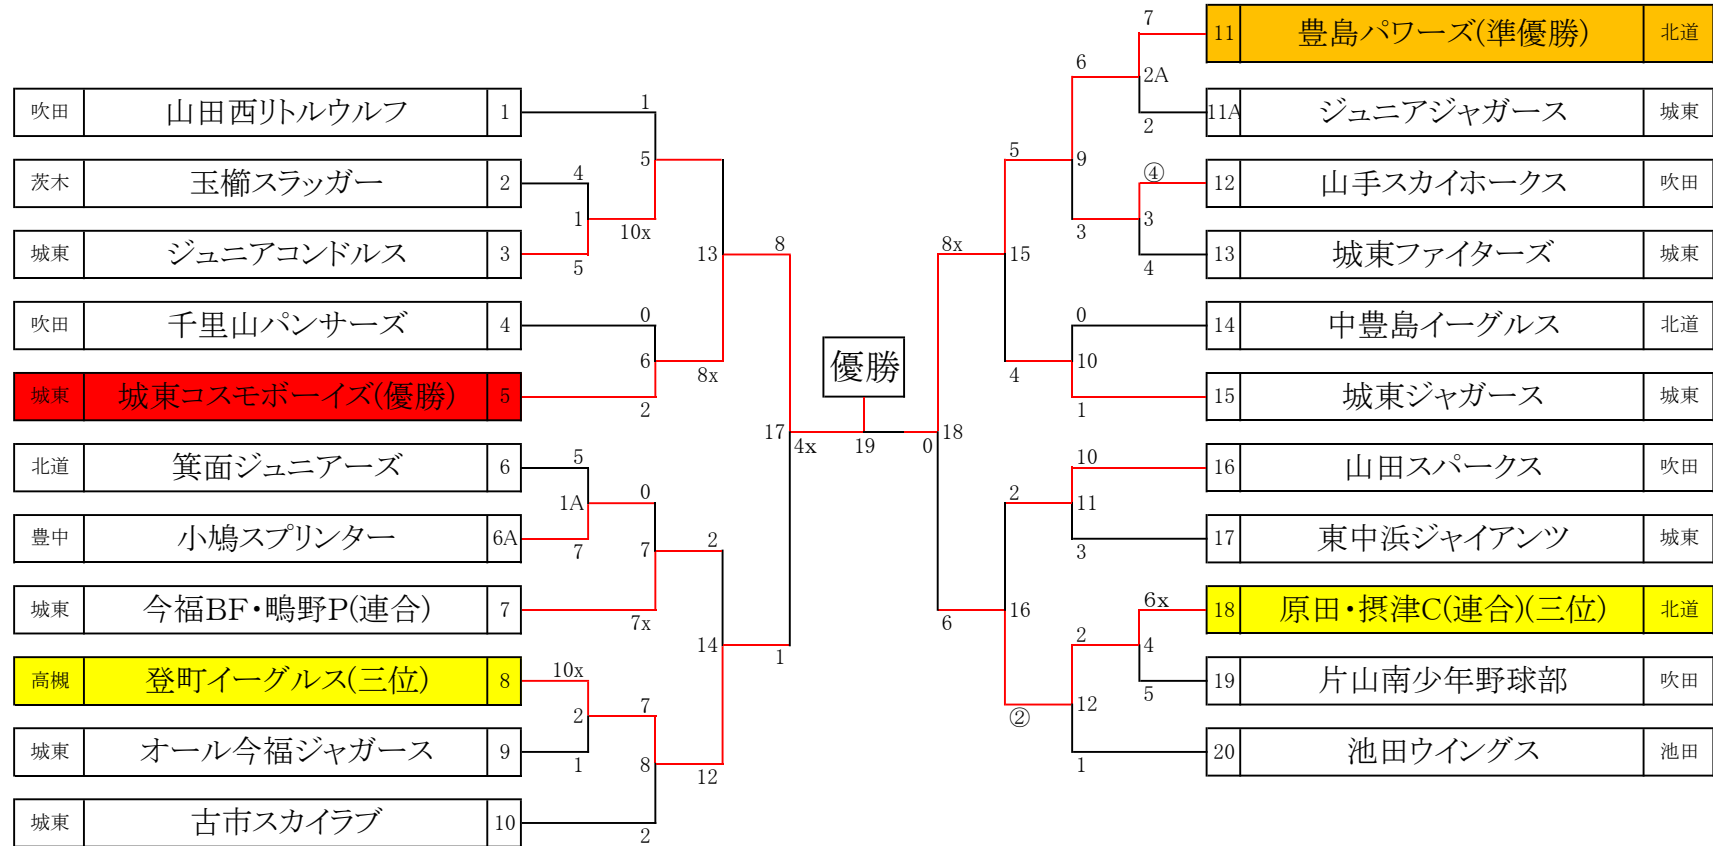 吹田 山田西リトルウルフ 1
茨木 玉櫛スラッガー 2
城東 ジュニアコンドルス 3
吹田 千里山パンサーズ 4
城東 城東コスモボーイズ(優勝) 5
北道 箕面ジュニアーズ 6
豊中 小鳩スプリンター 6A
城東 今福BF・鴫野P(連合) 7
高槻 登町イーグルス(三位) 8
城東 オール今福ジャガース 9
城東 古市スカイラブ 10
1
4
1
5
5
10x
0
6
2
8x
13
8
5
1A
7
0
7
7x
2
10x
2
1
7
8
2
12
14
1
17
4x
優勝
19
0
18
8x
6
5
15
4
6
9
3
7
2A
2
④
3
4
0
10
1
2
16
②
10
11
3
2
12
1
6x
4
5
11 豊島パワーズ(準優勝) 北道
11A ジュニアジャガース 城東
12 山手スカイホークス 吹田
13 城東ファイターズ 城東
14 中豊島イーグルス 北道
15 城東ジャガース 城東
16 山田スパークス 吹田
17 東中浜ジャイアンツ 城東
18 原田・摂津C(連合)(三位) 北道
19 片山南少年野球部 吹田
20 池田ウイングス 池田